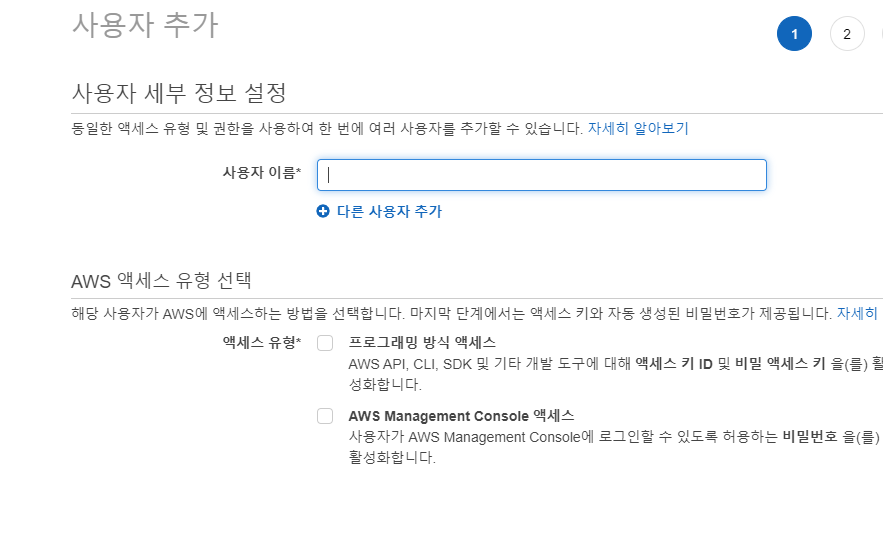 사용자 추가
1
2
사용자 세부 정보 설정
동일한 액세스 유형 및 권한을 사용하여 한 번에 여러 사용자를 추가할 수 있습니다. 자세히 알아보기
사용자 이름*
다른 사용자 추가
AWS 액세스 유형 선택
해당 사용자가 AWS에 액세스하는 방법을 선택합니다. 마지막 단계에서는 액세스 키와 자동 생성된 비밀번호가 제공됩니다. 자세히
액세스 유형*
프로그래밍 방식 액세스
AWS API, CLI, SDK 및 기타 개발 도구에 대해 액세스 키 ID 및 비밀 액세스 키 을(를) 활
성화합니다.
AWS Management Console 액세스
사용자가 AWS Management Console에 로그인할 수 있도록 허용하는 비밀번호 을(를)
활성화합니다.